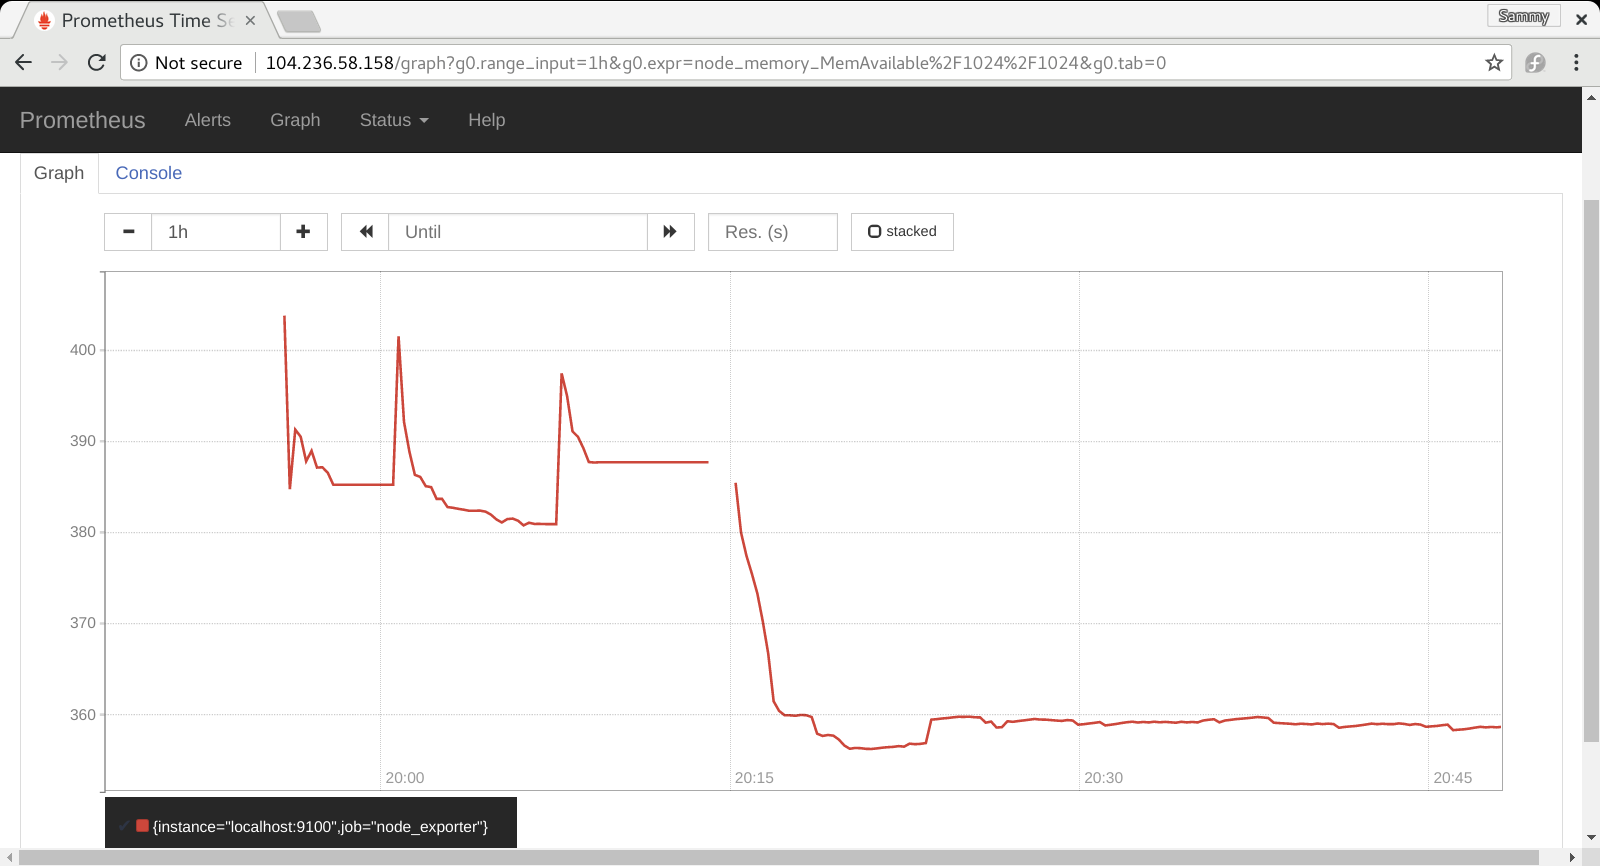 Prometheus Time Se
Sammy
Not secure 104.236.58.158/graph?g0.range_input=1h&g0.expr=node_memory_MemAvailable%2F1024%2F1024&g0.tab=0
Prometheus Alerts Graph Status Help
Graph Console
1h Until Res. (s) stacked
400
390
380
370
360
20:00 20:15 20:30 20:45
{instance="localhost:9100",job="node_exporter"}